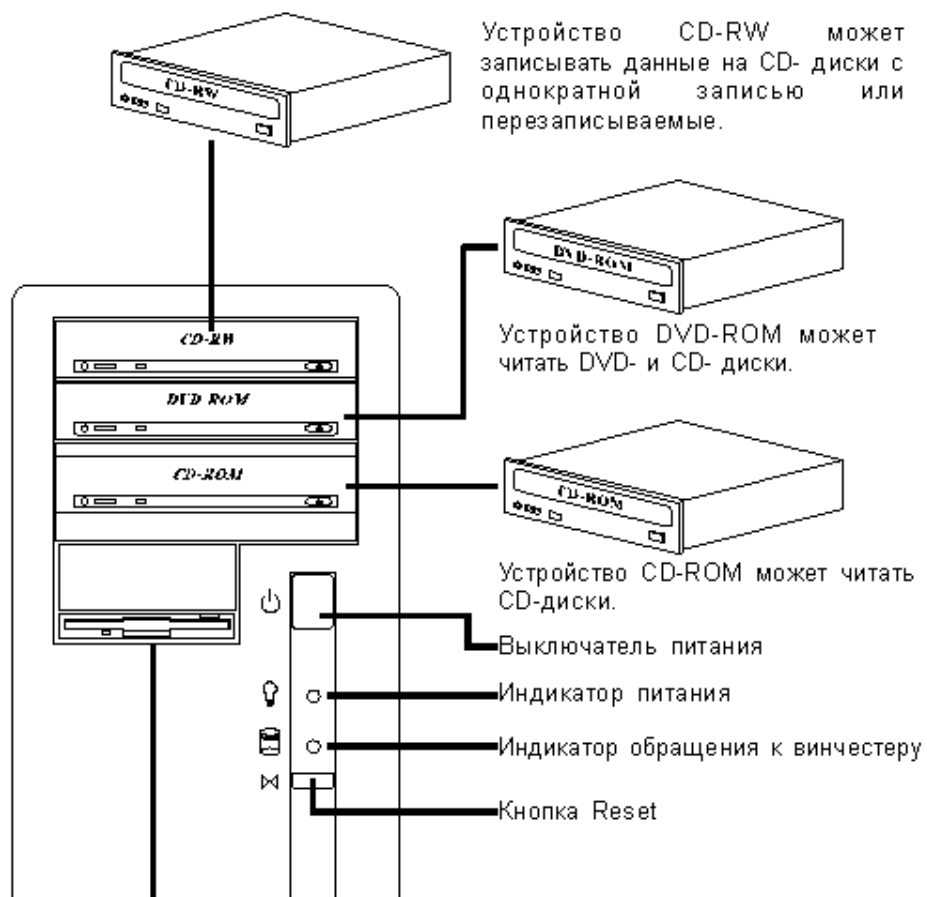 Устройство CD-RW может
записывать данные на CD- диски с
однократной записью или
перезаписываемые.
CD-RW
DVD-ROM
Устройство DVD-ROM может
читать DVD- и CD- диски.
CD-RW
DVD ROM
CD-ROM
CD-ROM
Устройство CD-ROM может читать
CD-диски.
Выключатель питания
Индикатор питания
Индикатор обращения к винчестеру
Кнопка Reset